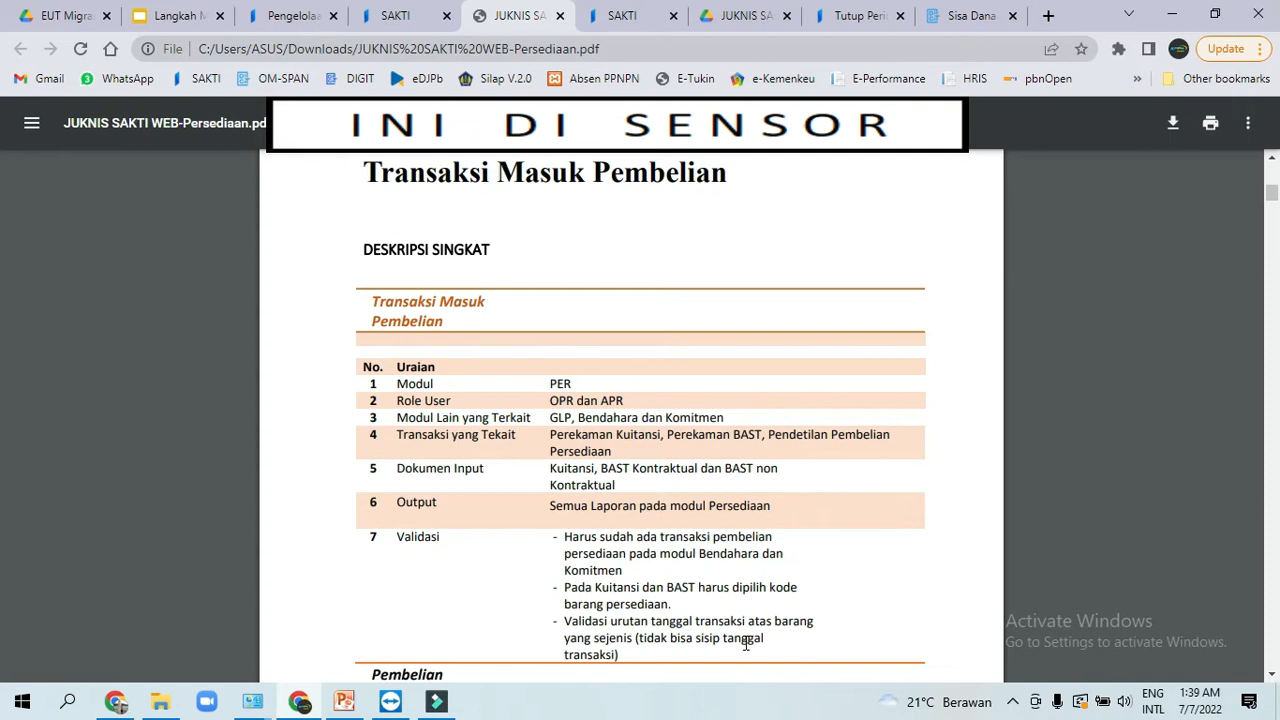 EUT Migra
Langkah M
Pengelola
SAKTI
JUKNIS SA
SAKTI
JUKNIS SA
Tutup Peri
Sisa Dana
File
C:/Users/ASUS/Downloads/JUKNIS%20SAKTI%20WEB-Persediaan.pdf
Update
Gmail
WhatsApp
SAKTI
OM-SPAN
DIGIT
eDJPb
Silap V.2.0
Absen PPNPN
E-Tukin
e-Kemenkeu
E-Performance
HRIS
pbnOpen
»
Other bookmarks
JUKNIS SAKTI WEB-Persediaan.pd
INI DI SENSOR
Transaksi Masuk Pembelian
DESKRIPSI SINGKAT
Transaksi Masuk
Pembelian
No. Uraian
1 Modul PER
2 Role User OPR dan APR
3 Modul Lain yang Terkait GLP, Bendahara dan Komitmen
4 Transaksi yang Tekait Perekaman Kuitansi, Perekaman BAST, Pendetilan Pembelian
Persediaan
5 Dokumen Input Kuitansi, BAST Kontraktual dan BAST non
Kontraktual
6 Output Semua Laporan pada modul Persediaan
7 Validasi - Harus sudah ada transaksi pembelian
persediaan pada modul Bendahara dan
Komitmen
- Pada Kuitansi dan BAST harus dipilih kode
barang persediaan.
- Validasi urutan tanggal transaksi atas barang
yang sejenis (tidak bisa sisip tanggal
transaksi)
Pembelian
Activate Windows
Go to Settings to activate Windows.
21°C Berawan
ENG
INTL
1:39 AM
7/7/2022